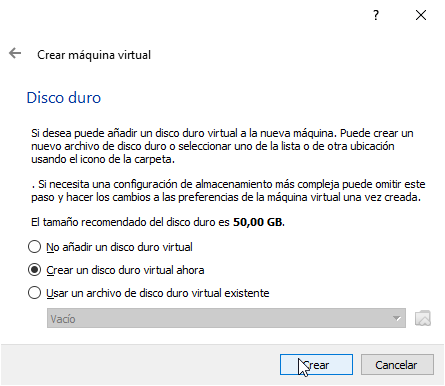 ?
Crear máquina virtual
Disco duro
Si desea puede añadir un disco duro virtual a la nueva máquina. Puede crear un
nuevo archivo de disco duro o seleccionar uno de la lista o de otra ubicación
usando el icono de la carpeta.
. Si necesita una configuración de almacenamiento más compleja puede omitir este
paso y hacer los cambios a las preferencias de la máquina virtual una vez creada.
El tamaño recomendado del disco duro es 50,00 GB.
No añadir un disco duro virtual
Crear un disco duro virtual ahora
Usar un archivo de disco duro virtual existente
Vacío
Crear Cancelar